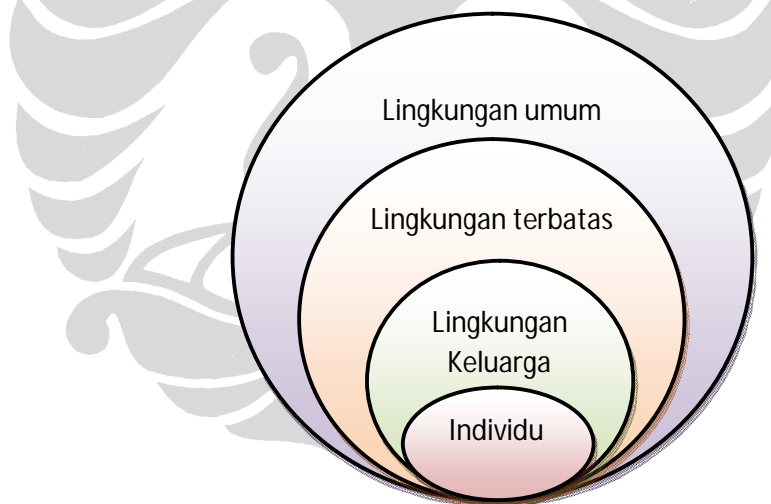 Lingkungan umum
Lingkungan terbatas
Lingkungan
Keluarga
Individu